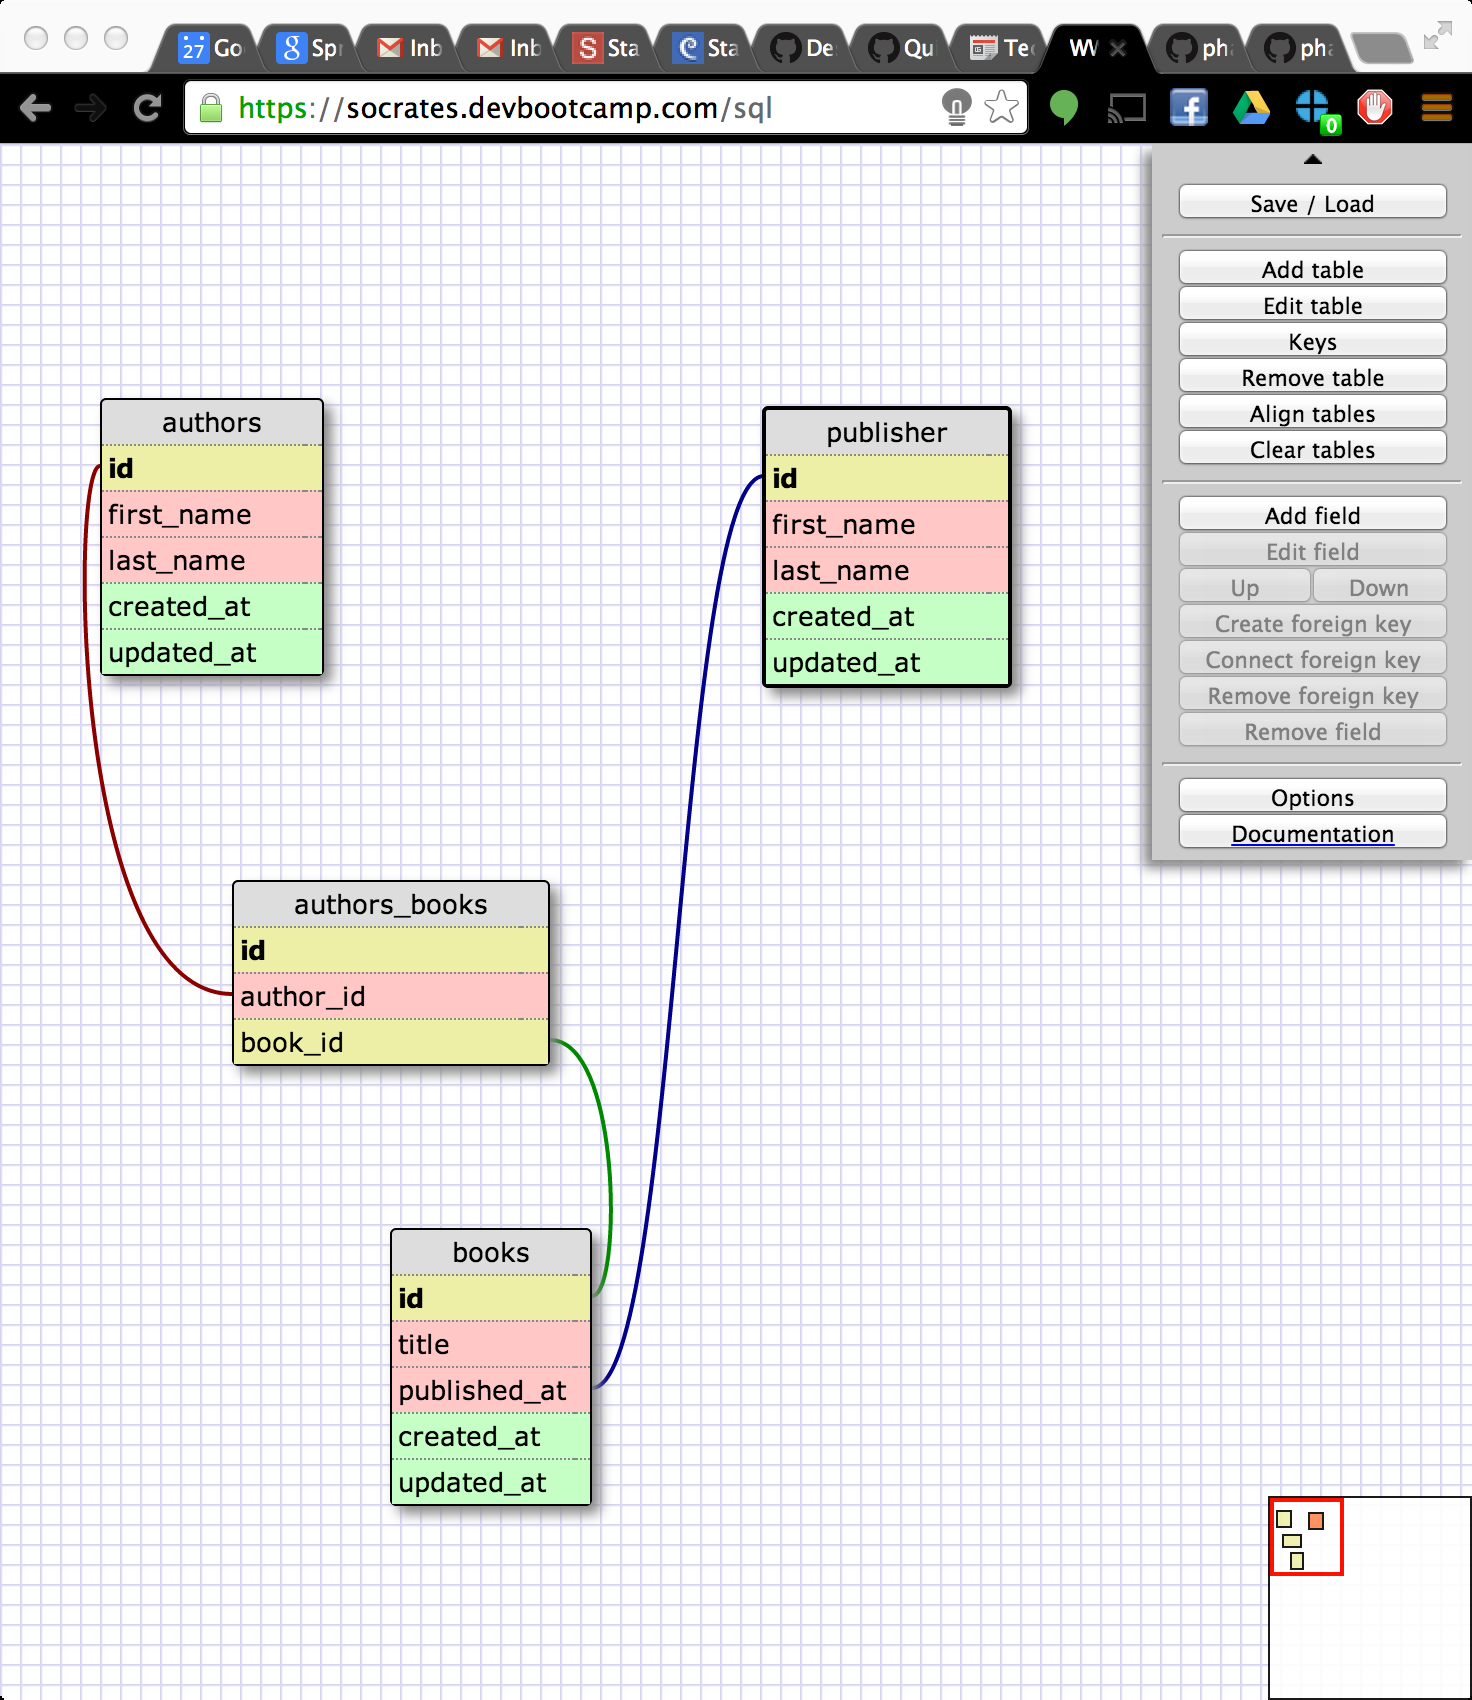 27 Go
g Spr
Inb
Inb
S Sta
Sta
De
Qu
Tec
WV
pha
pha
https://socrates.devbootcamp.com/sql
0
Save / Load
Add table
Edit table
Keys
Remove table
Align tables
Clear tables
Add field
Edit field
Up Down
Create foreign key
Connect foreign key
Remove foreign key
Remove field
Options
Documentation
authors
id
first_name
last_name
created_at
updated_at
publisher
id
first_name
last_name
created_at
updated_at
authors_books
id
author_id
book_id
books
id
title
published_at
created_at
updated_at